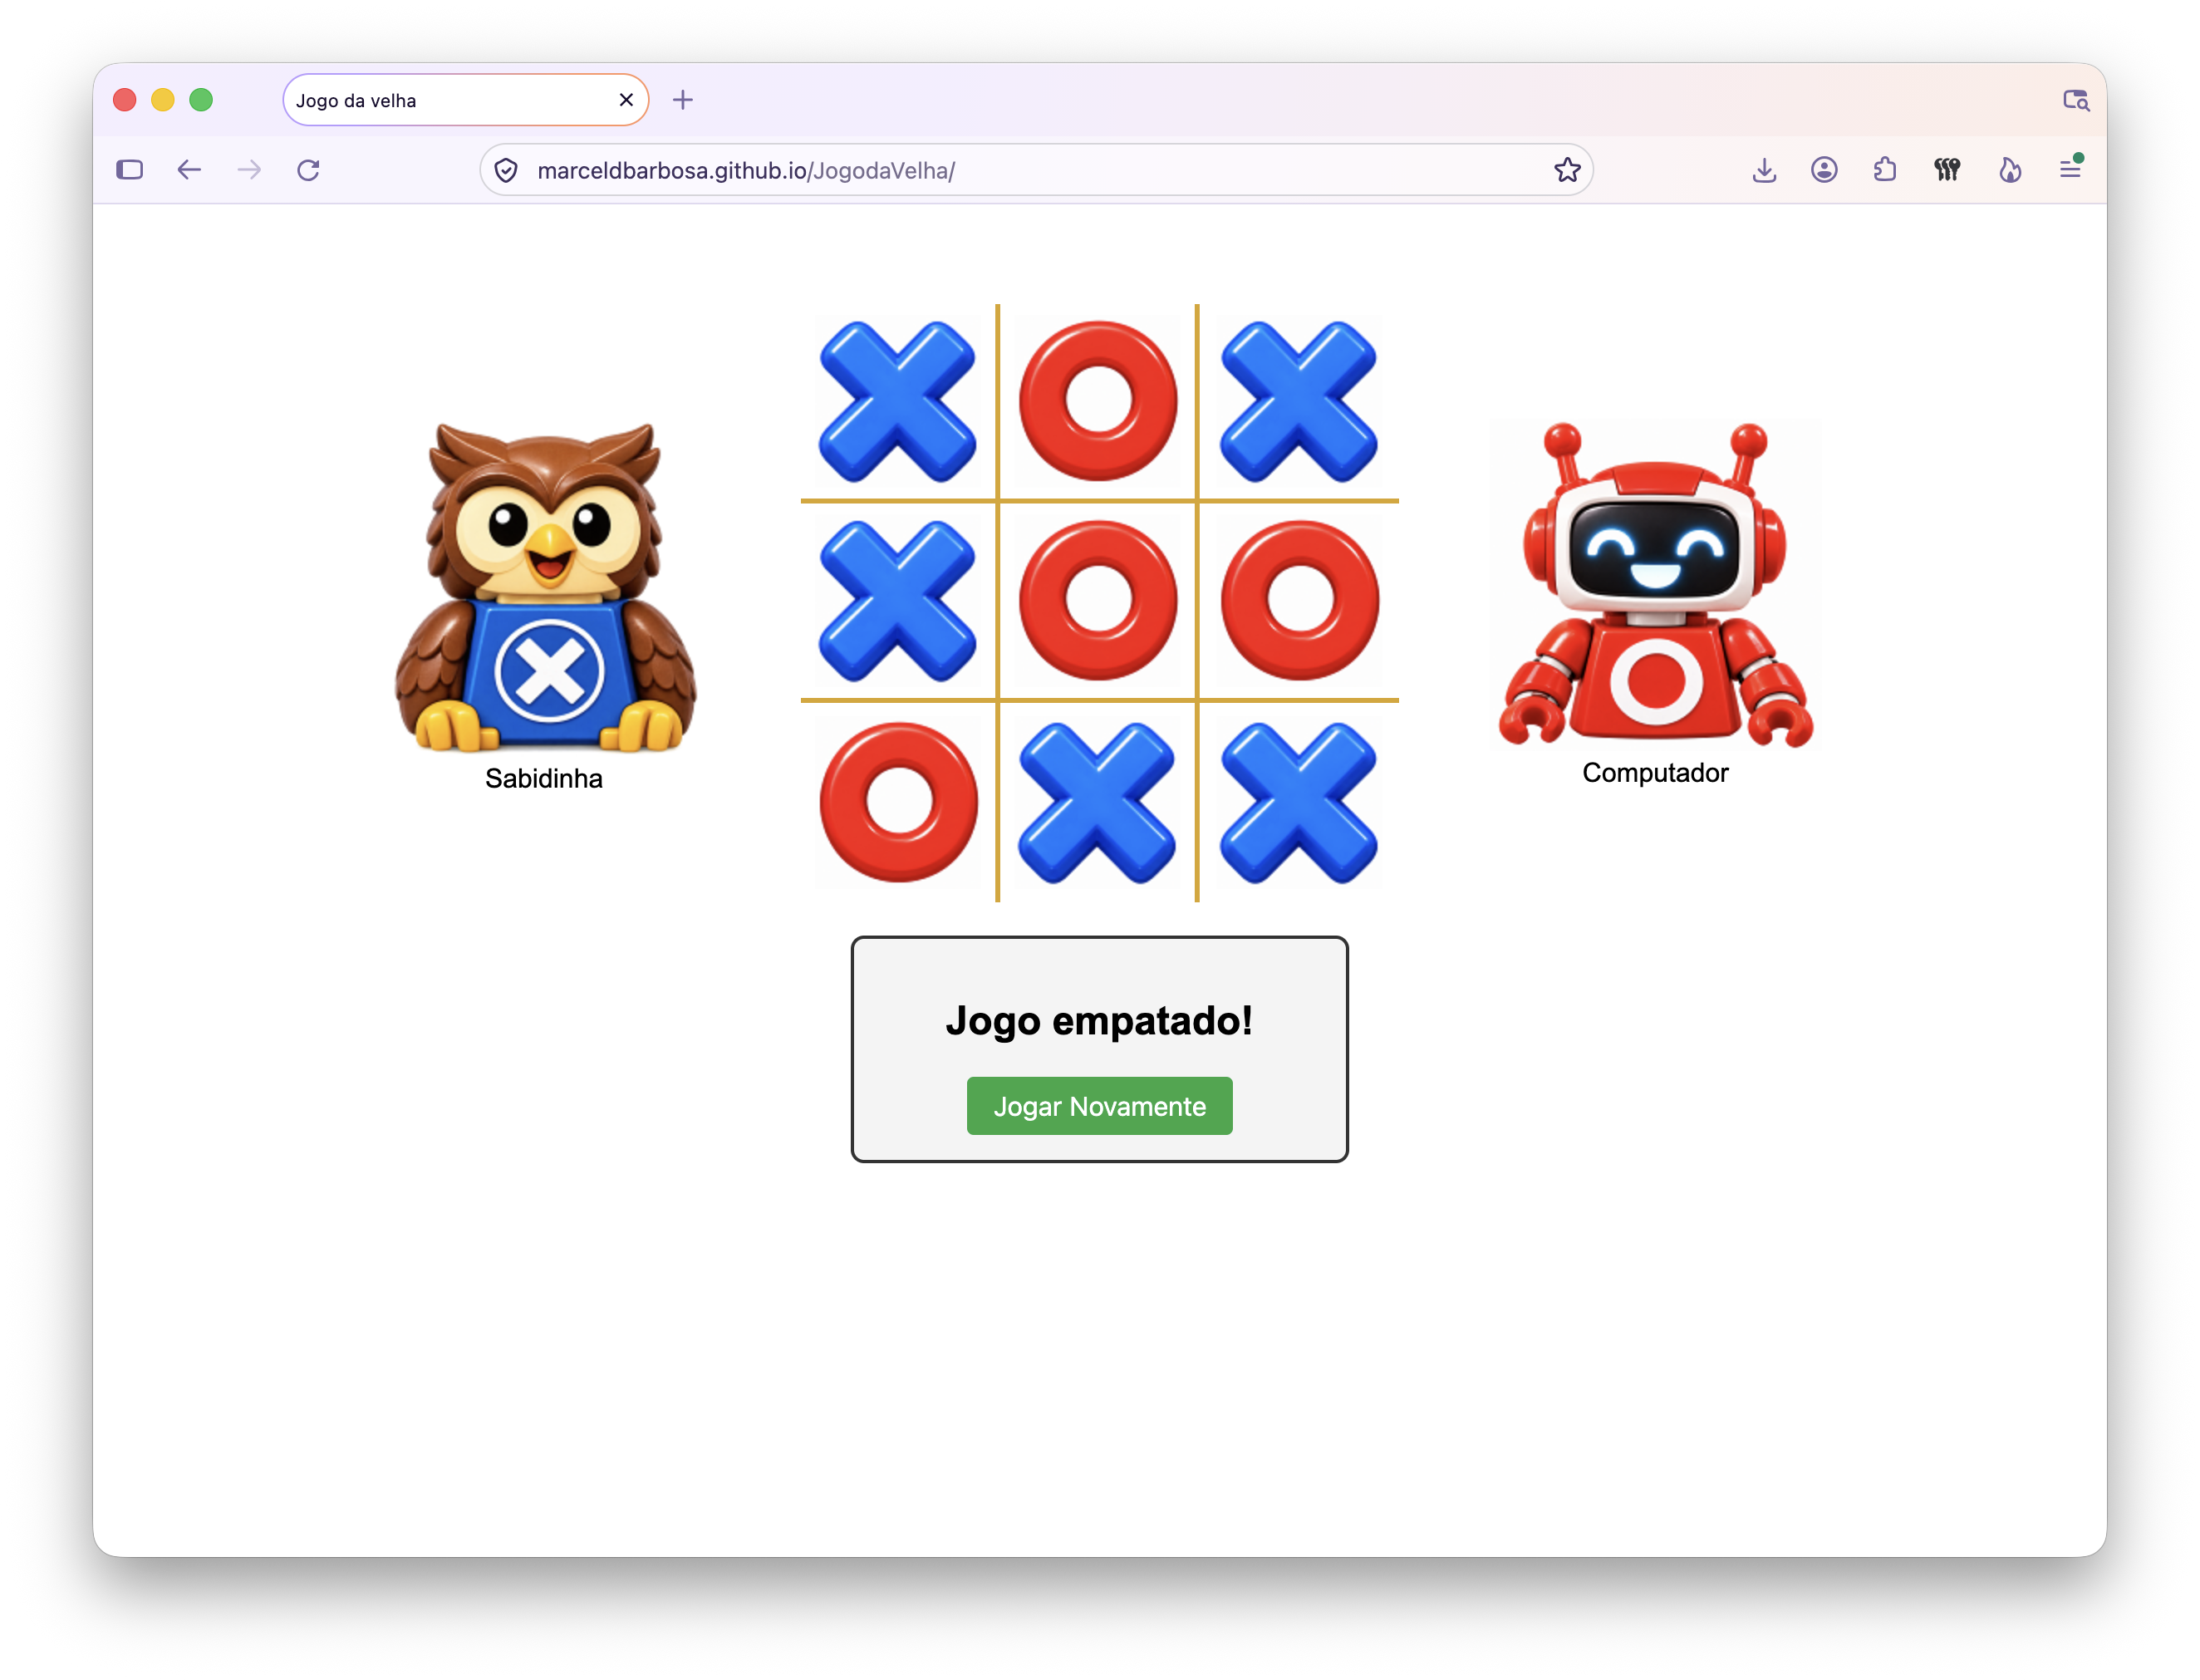 Jogo da velha
marceldbarbosa.github.io/JogodaVelha/
Sabidinha
Computador
Jogo empatado!
Jogar Novamente